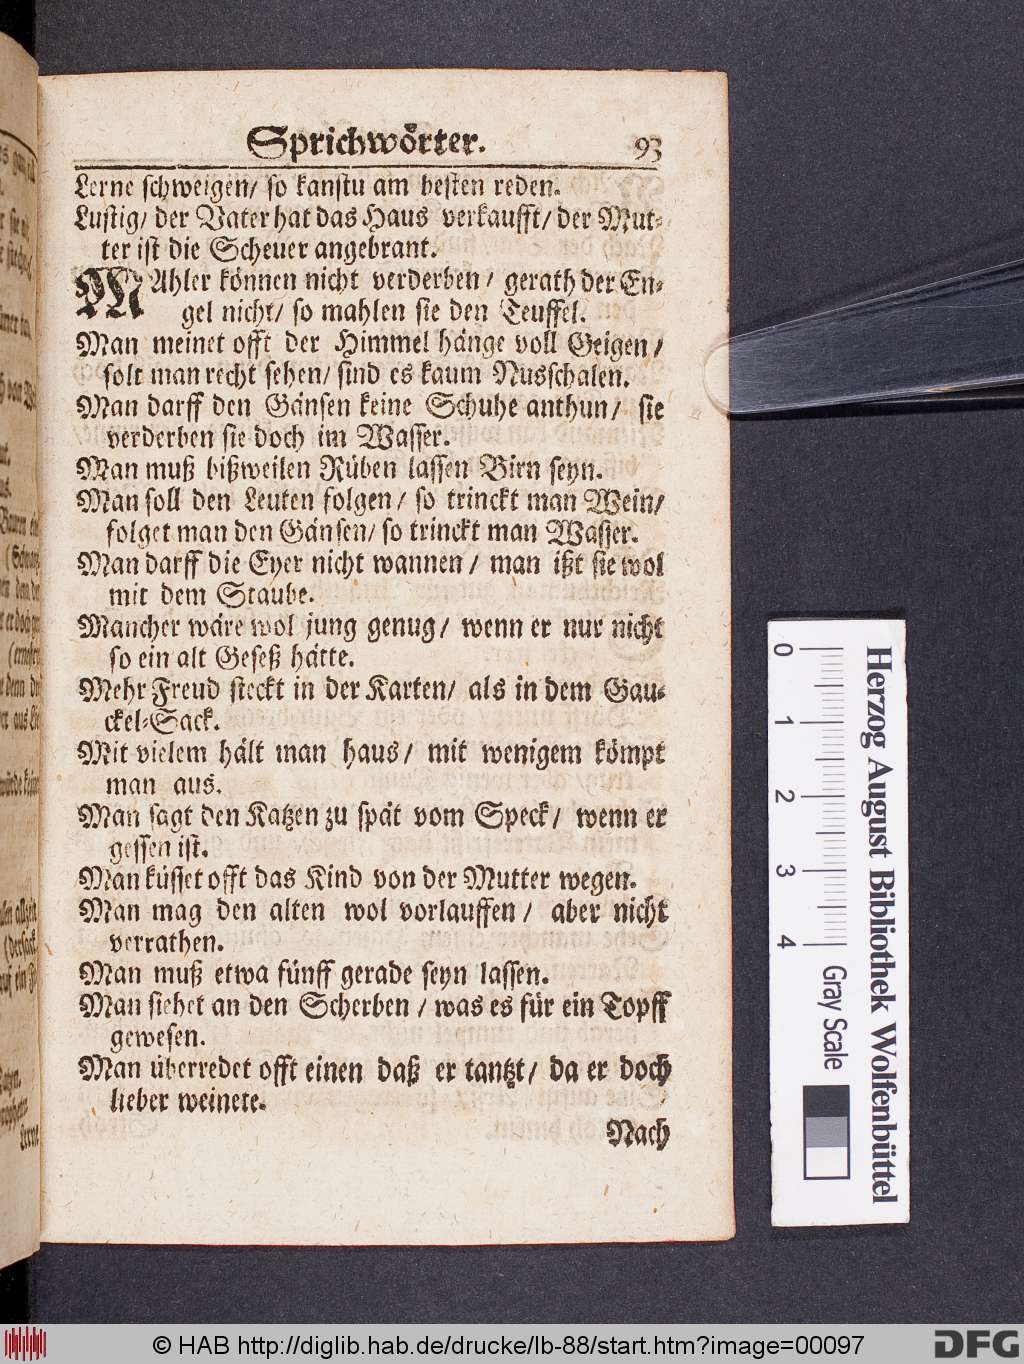 Sprichwörter. 93
Lerne schweigen/ so kanstu am besten reden.
Lustig/ der Vater hat das Haus verkaufft/ der Mut-
ter ist die Scheuer angebrant.
MAhler können nicht verderben/ gerath der En-
gel nicht/ so mahlen sie den Teuffel.
Man meinet offt der Himmel hänge voll Geigen/
solt man recht sehen/ sind es kaum Nusschalen.
Man darff den Gänsen keine Schuhe anthun/ sie
verderben sie doch im Wasser.
Man muß bißweilen Rüben lassen Birn seyn.
Man soll den Leuten folgen/ so trinckt man Wein/
folget man den Gänsen/ so trinckt man Wasser.
Man darff die Eyer nicht wannen/ man ißt sie wol
mit dem Staube.
Mancher wäre wol jung genug/ wenn er nur nicht
so ein alt Geseß hätte.
Mehr Freud steckt in der Karten/ als in dem Gau-
ckel-Sack.
Mit vielem hält man haus/ mit wenigem kömpt
man aus.
Man sagt den Katzen zu spät vom Speck/ wenn er
gessen ist.
Man küsset offt das Kind von der Mutter wegen.
Man mag den alten wol vorlauffen/ aber nicht
verrathen.
Man muß etwa fünff gerade seyn lassen.
Man siehet an den Scherben/ was es für ein Topff
gewesen.
Man überredet offt einen daß er tantzt/ da er doch
lieber weinete.
Nach
Herzog August Bibliothek Wolfenbüttel
0 1 2 3 4 Gray Scale
© HAB http://diglib.hab.de/drucke/lb-88/start.htm?image=00097
DFG